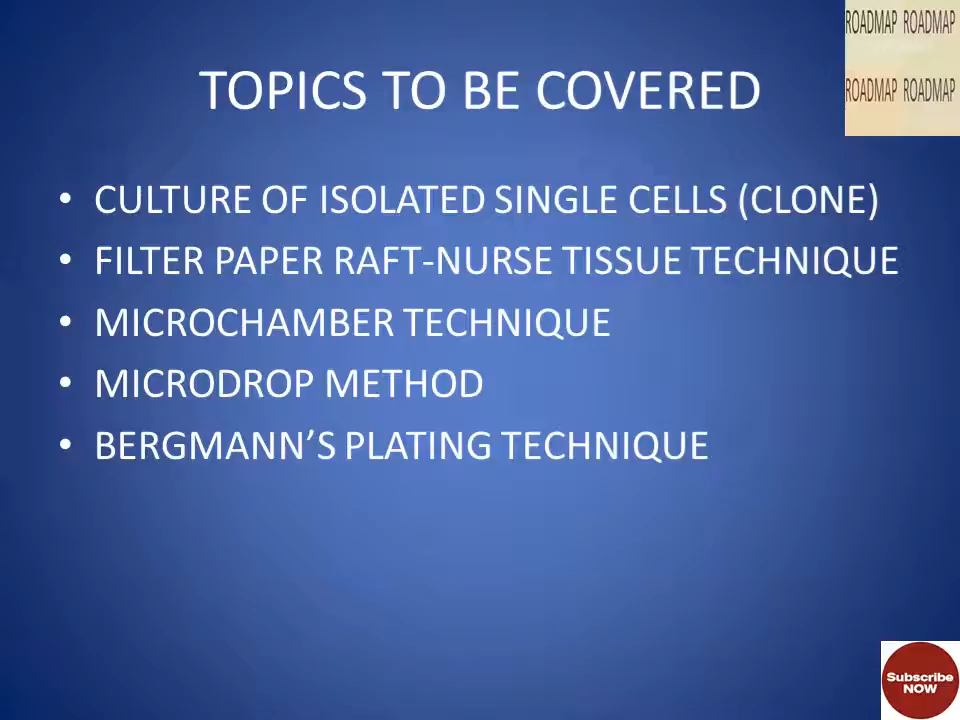 ROADMAP ROADMAP
ROADMAP ROADMAP
TOPICS TO BE COVERED
• CULTURE OF ISOLATED SINGLE CELLS (CLONE)
• FILTER PAPER RAFT-NURSE TISSUE TECHNIQUE
• MICROCHAMBER TECHNIQUE
• MICRODROP METHOD
• BERGMANN’S PLATING TECHNIQUE
Subscribe
NOW